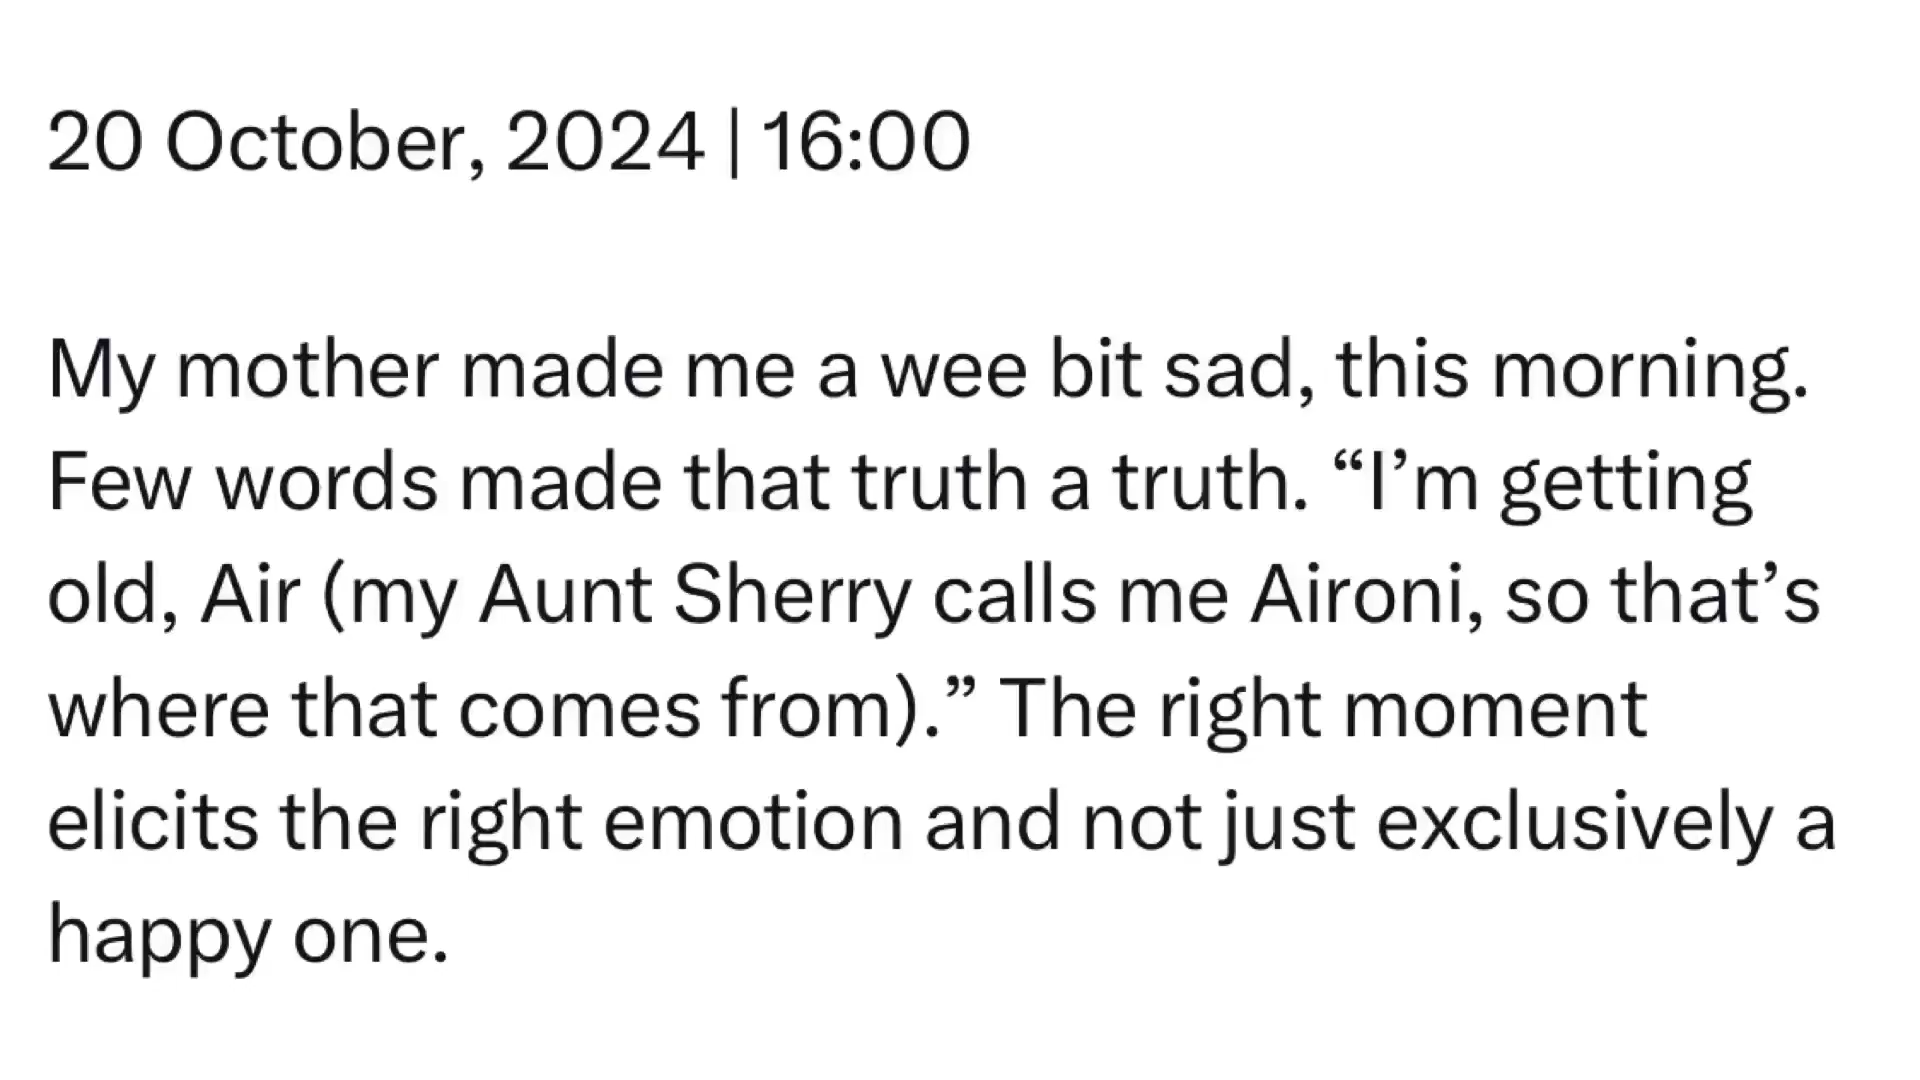 20 October, 2024 | 16:00
My mother made me a wee bit sad, this morning.
Few words made that truth a truth. “I’m getting
old, Air (my Aunt Sherry calls me Aironi, so that’s
where that comes from).” The right moment
elicits the right emotion and not just exclusively a
happy one.